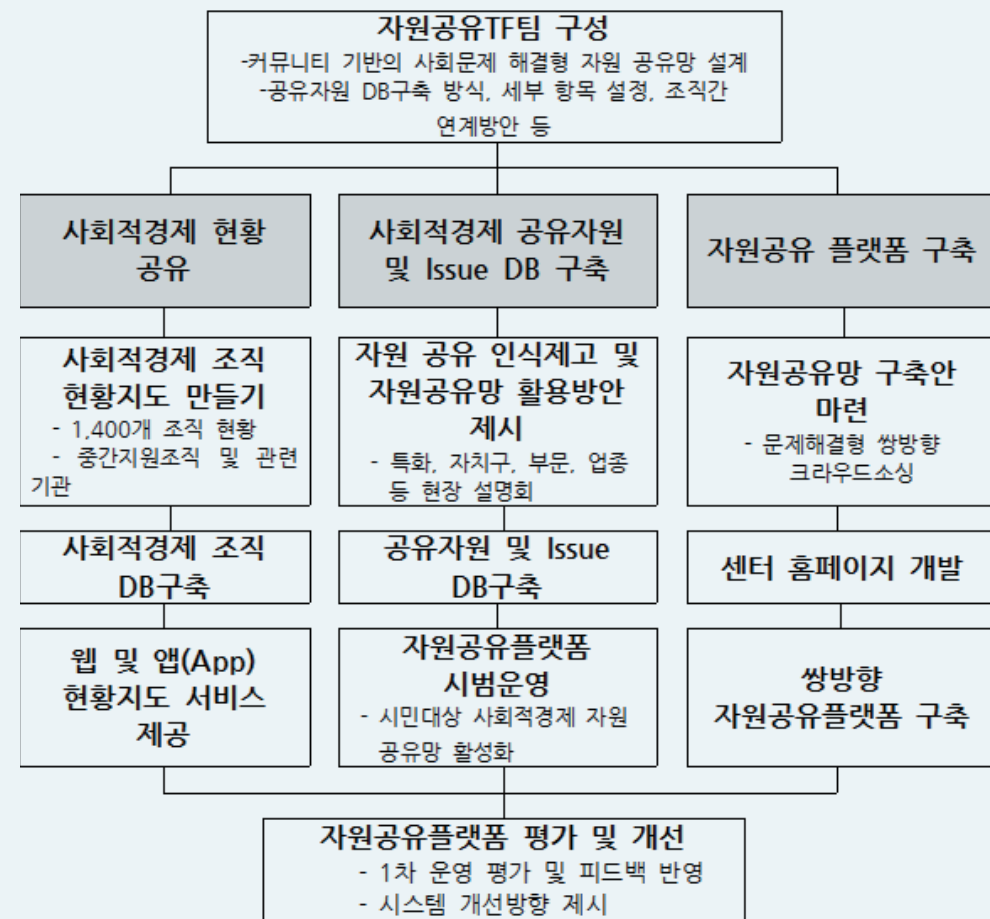 자원공유TF팀 구성
-커뮤니티 기반의 사회문제 해결형 자원 공유망 설계
-공유자원 DB구축 방식, 세부 항목 설정, 조직간
연계방안 등
사회적경제 현황
공유
사회적경제 조직
현황지도 만들기
- 1,400개 조직 현황
- 중간지원조직 및 관련
기관
사회적경제 조직
DB구축
웹 및 앱(App)
현황지도 서비스
제공
사회적경제 공유자원
및 Issue DB 구축
자원 공유 인식제고 및
자원공유망 활용방안
제시
- 특화, 자치구, 부문, 업종
등 현장 설명회
공유자원 및 Issue
DB구축
자원공유플랫폼
시범운영
- 시민대상 사회적경제 자원
공유망 활성화
자원공유 플랫폼 구축
자원공유망 구축안
마련
- 문제해결형 쌍방향
크라우드소싱
센터 홈페이지 개발
쌍방향
자원공유플랫폼 구축
자원공유플랫폼 평가 및 개선
- 1차 운영 평가 및 피드백 반영
- 시스템 개선방향 제시